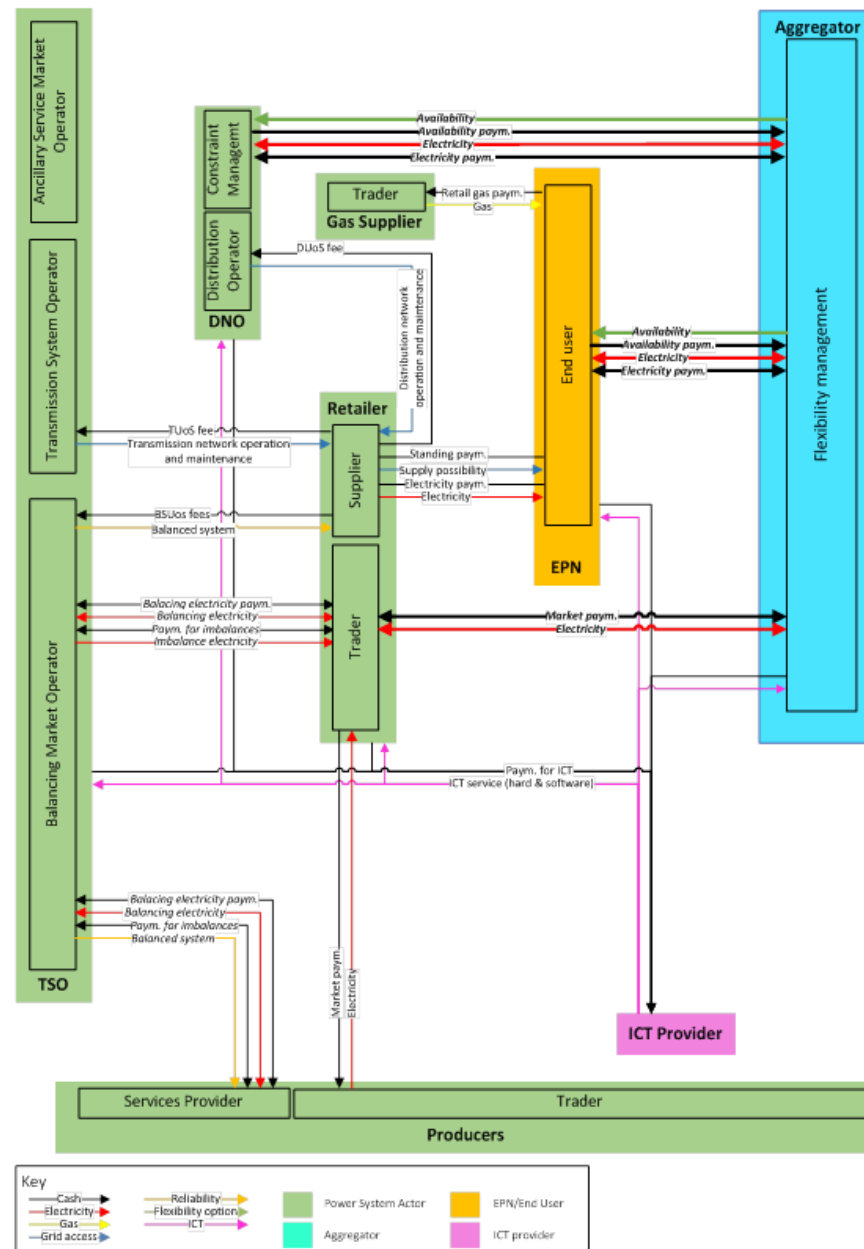 Aggregator
Flexibility management
Ancillary Service Market
Operator
Transmission System Operator
Balancing Market Operator
TSO
Constraint
Managemt
Distribution
Operator
DNO
Availability
Availability paym.
Electricity
Electricity paym.
Trader
Gas Supplier
Retail gas paym.
Gas
End user
EPN
DUoS fee
Distribution network
operation and maintenance
Availability
Availability paym.
Electricity
Electricity paym.
Retailer
Supplier
Trader
TUoS fee
Transmission network operation
and maintenance
Standing paym.
Supply possibility
Electricity paym.
Electricity
BSUos fees
Balanced system
Balacing electricity paym.
Balancing electricity
Paym. for imbalances
Imbalance electricity
Market paym.
Electricity
Paym. for ICT
ICT service (hard & software)
Balacing electricity paym.
Balancing electricity
Paym. for imbalances
Balanced system
Market paym.
Electricity
ICT Provider
Services Provider
Trader
Producers
Key
Cash
Electricity
Gas
Grid access
Reliability
Flexibility option
ICT
Power System Actor
Aggregator
EPN/End User
ICT provider